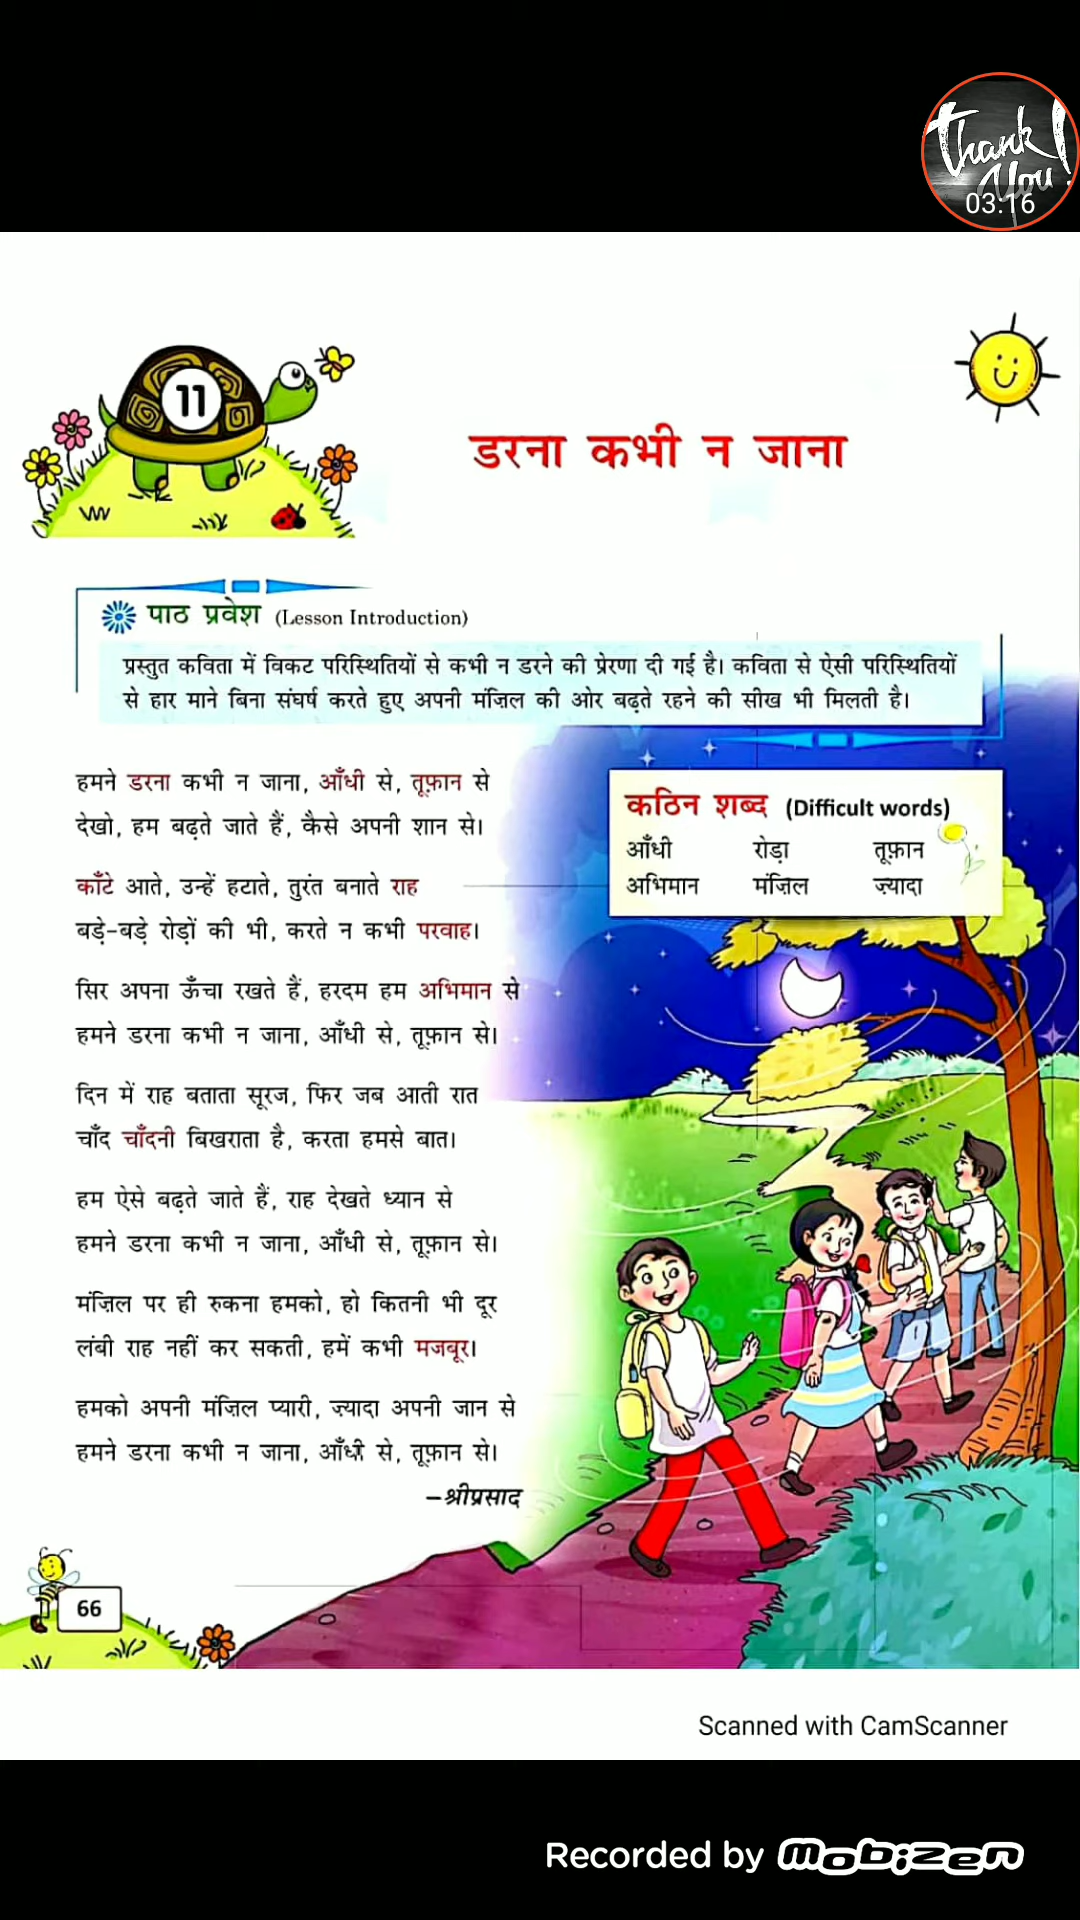 Thank
You!
03:16
11
डरना कभी न जाना
पाठ प्रवेश (Lesson Introduction)
प्रस्तुत कविता में विकट परिस्थितियों से कभी न डरने की प्रेरणा दी गई है। कविता से ऐसी परिस्थितियों
से हार माने बिना संघर्ष करते हुए अपनी मंज़िल की ओर बढ़ते रहने की सीख भी मिलती है।
हमने डरना कभी न जाना, आँधी से, तूफ़ान से
देखो, हम बढ़ते जाते हैं, कैसे अपनी शान से।
काँटे आते, उन्हें हटाते, तुरंत बनाते राह
बड़े-बड़े रोड़ों की भी, करते न कभी परवाह।
सिर अपना ऊँचा रखते हैं, हरदम हम अभिमान से
हमने डरना कभी न जाना, आँधी से, तूफ़ान से।
दिन में राह बताता सूरज, फिर जब आती रात
चाँद चाँदनी बिखराता है, करता हमसे बात।
हम ऐसे बढ़ते जाते हैं, राह देखते ध्यान से
हमने डरना कभी न जाना, आँधी से, तूफ़ान से।
मंज़िल पर ही रुकना हमको, हो कितनी भी दूर
लंबी राह नहीं कर सकती, हमें कभी मजबूर।
हमको अपनी मंज़िल प्यारी, ज़्यादा अपनी जान से
हमने डरना कभी न जाना, आँधी से, तूफ़ान से।
–श्रीप्रसाद
कठिन शब्द (Difficult words)
आँधी रोड़ा तूफ़ान
अभिमान मंज़िल ज़्यादा
66
Scanned with CamScanner
Recorded by mobizen